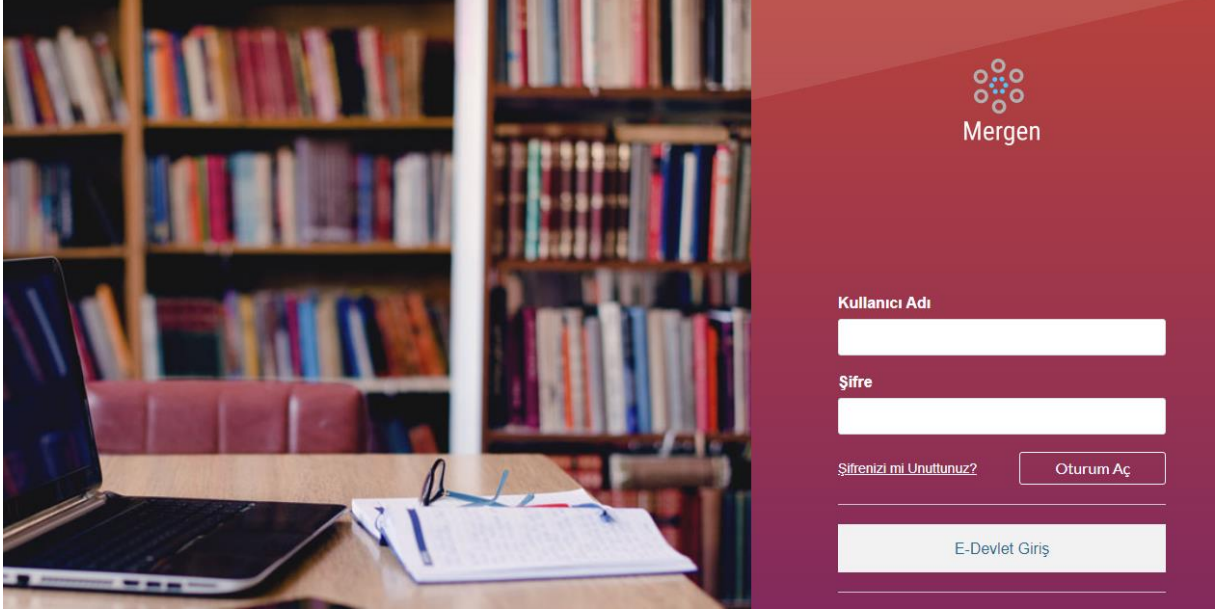 Mergen
Kullanıcı Adı
Şifre
Şifrenizi mi Unuttunuz?
Oturum Aç
E-Devlet Giriş